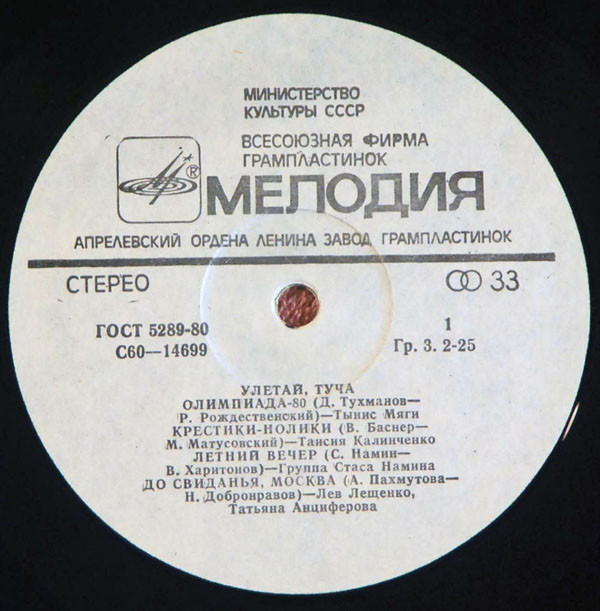 МИНИСТЕРСТВО
КУЛЬТУРЫ СССР
ВСЕСОЮЗНАЯ ФИРМА
ГРАМПЛАСТИНОК
®
МЕЛОДИЯ
АПРЕЛЕВСКИЙ ОРДЕНА ЛЕНИНА ЗАВОД ГРАМПЛАСТИНОК
СТЕРЕО
33
ГОСТ 5289-80
С60—14699
1
Гр. 3. 2-25
УЛЕТАЙ, ТУЧА
ОЛИМПИАДА-80 (Д. Тухманов—
Р. Рождественский)—Тынис Мяги
КРЕСТИКИ-НОЛИКИ (В. Баснер—
М. Матусовский)—Таисия Калинченко
ЛЕТНИЙ ВЕЧЕР (С. Намин—
В. Харитонов)—Группа Стаса Намина
ДО СВИДАНЬЯ, МОСКВА (А. Пахмутова—
Н. Добронравов)—Лев Лещенко,
Татьяна Анциферова